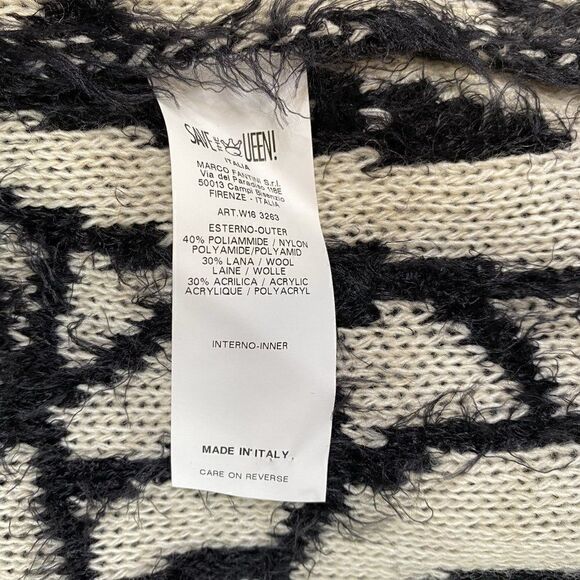 SAVE THE QUEEN!
ITALIA
MARCO FANTINI S.r.l.
Via del Paradiso 118E
50013 Campi Bisenzio
FIRENZE - ITALIA
ART.W16 3263
ESTERNO-OUTER
40% POLIAMMIDE / NYLON
POLYAMIDE/POLYAMID
30% LANA / WOOL
LAINE / WOLLE
30% ACRILICA / ACRYLIC
ACRYLIQUE / POLYACRYL
INTERNO-INNER
MADE IN ITALY
CARE ON REVERSE